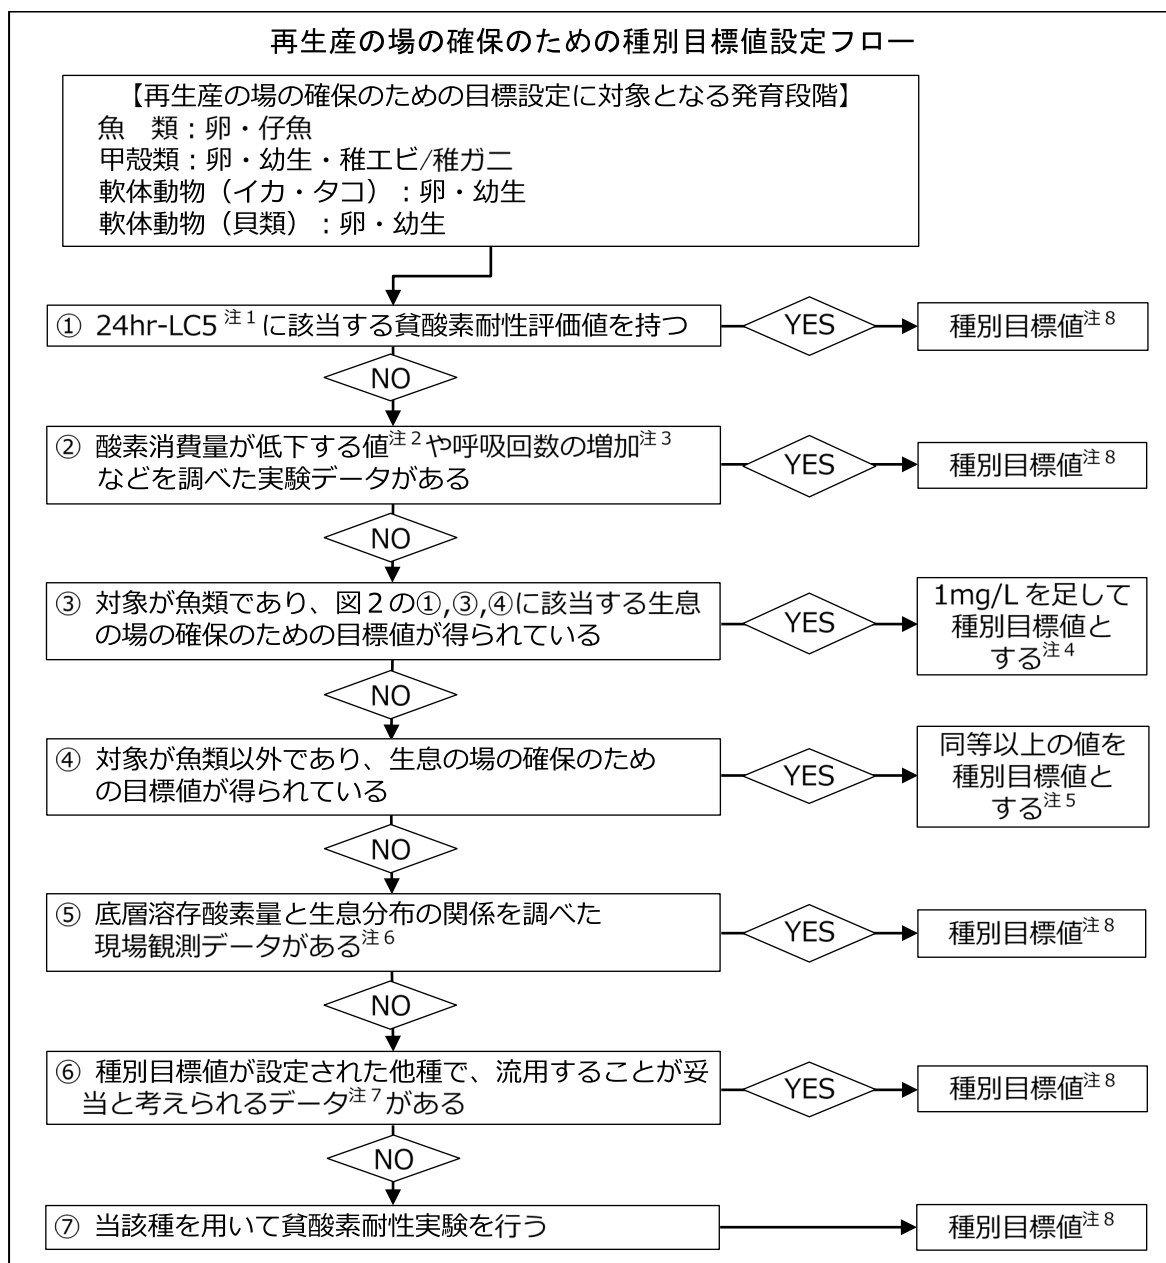 再生産の場の確保のための種別目標値設定フロー
【再生産の場の確保のための目標設定に対象となる発育段階】
魚　類：卵・仔魚
甲殻類：卵・幼生・稚エビ/稚ガニ
軟体動物（イカ・タコ）：卵・幼生
軟体動物（貝類）：卵・幼生
① 24hr-LC5注1に該当する貧酸素耐性評価値を持つ
YES
種別目標値注8
NO
② 酸素消費量が低下する値注2や呼吸回数の増加注3
などを調べた実験データがある
YES
種別目標値注8
NO
③ 対象が魚類であり、図２の①,③,④に該当する生息
の場の確保のための目標値が得られている
YES
1mg/L を足して
種別目標値と
する注4
NO
④ 対象が魚類以外であり、生息の場の確保のため
の目標値が得られている
YES
同等以上の値を
種別目標値と
する注5
NO
⑤ 底層溶存酸素量と生息分布の関係を調べた
現場観測データがある注6
YES
種別目標値注8
NO
⑥ 種別目標値が設定された他種で、流用することが妥
当と考えられるデータ注7がある
YES
種別目標値注8
NO
⑦ 当該種を用いて貧酸素耐性実験を行う
種別目標値注8